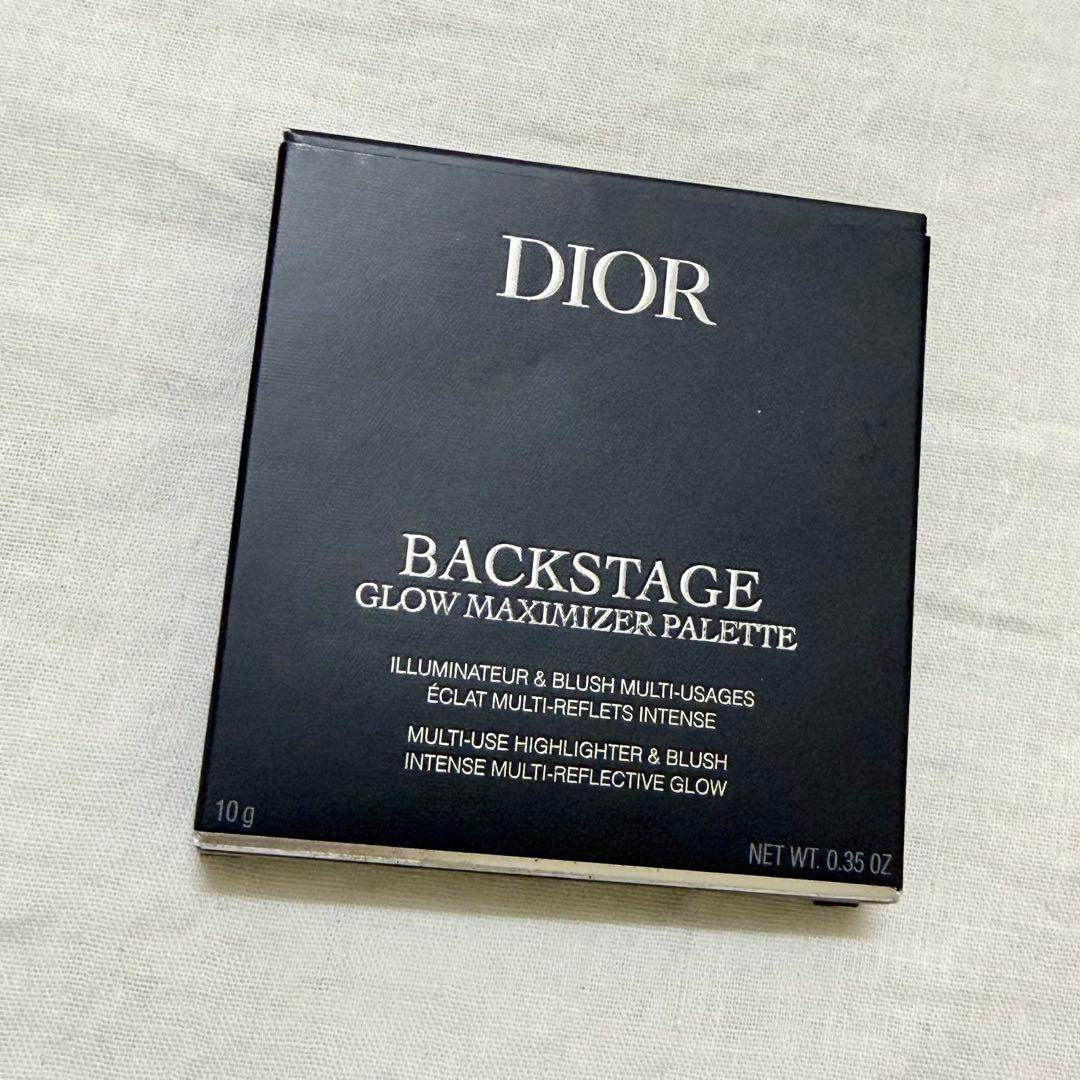 DIOR
BACKSTAGE
GLOW MAXIMIZER PALETTE
ILLUMINATEUR & BLUSH MULTI-USAGES
ÉCLAT MULTI-REFLETS INTENSE
MULTI-USE HIGHLIGHTER & BLUSH
INTENSE MULTI-REFLECTIVE GLOW
10 g
NET WT. 0.35 OZ